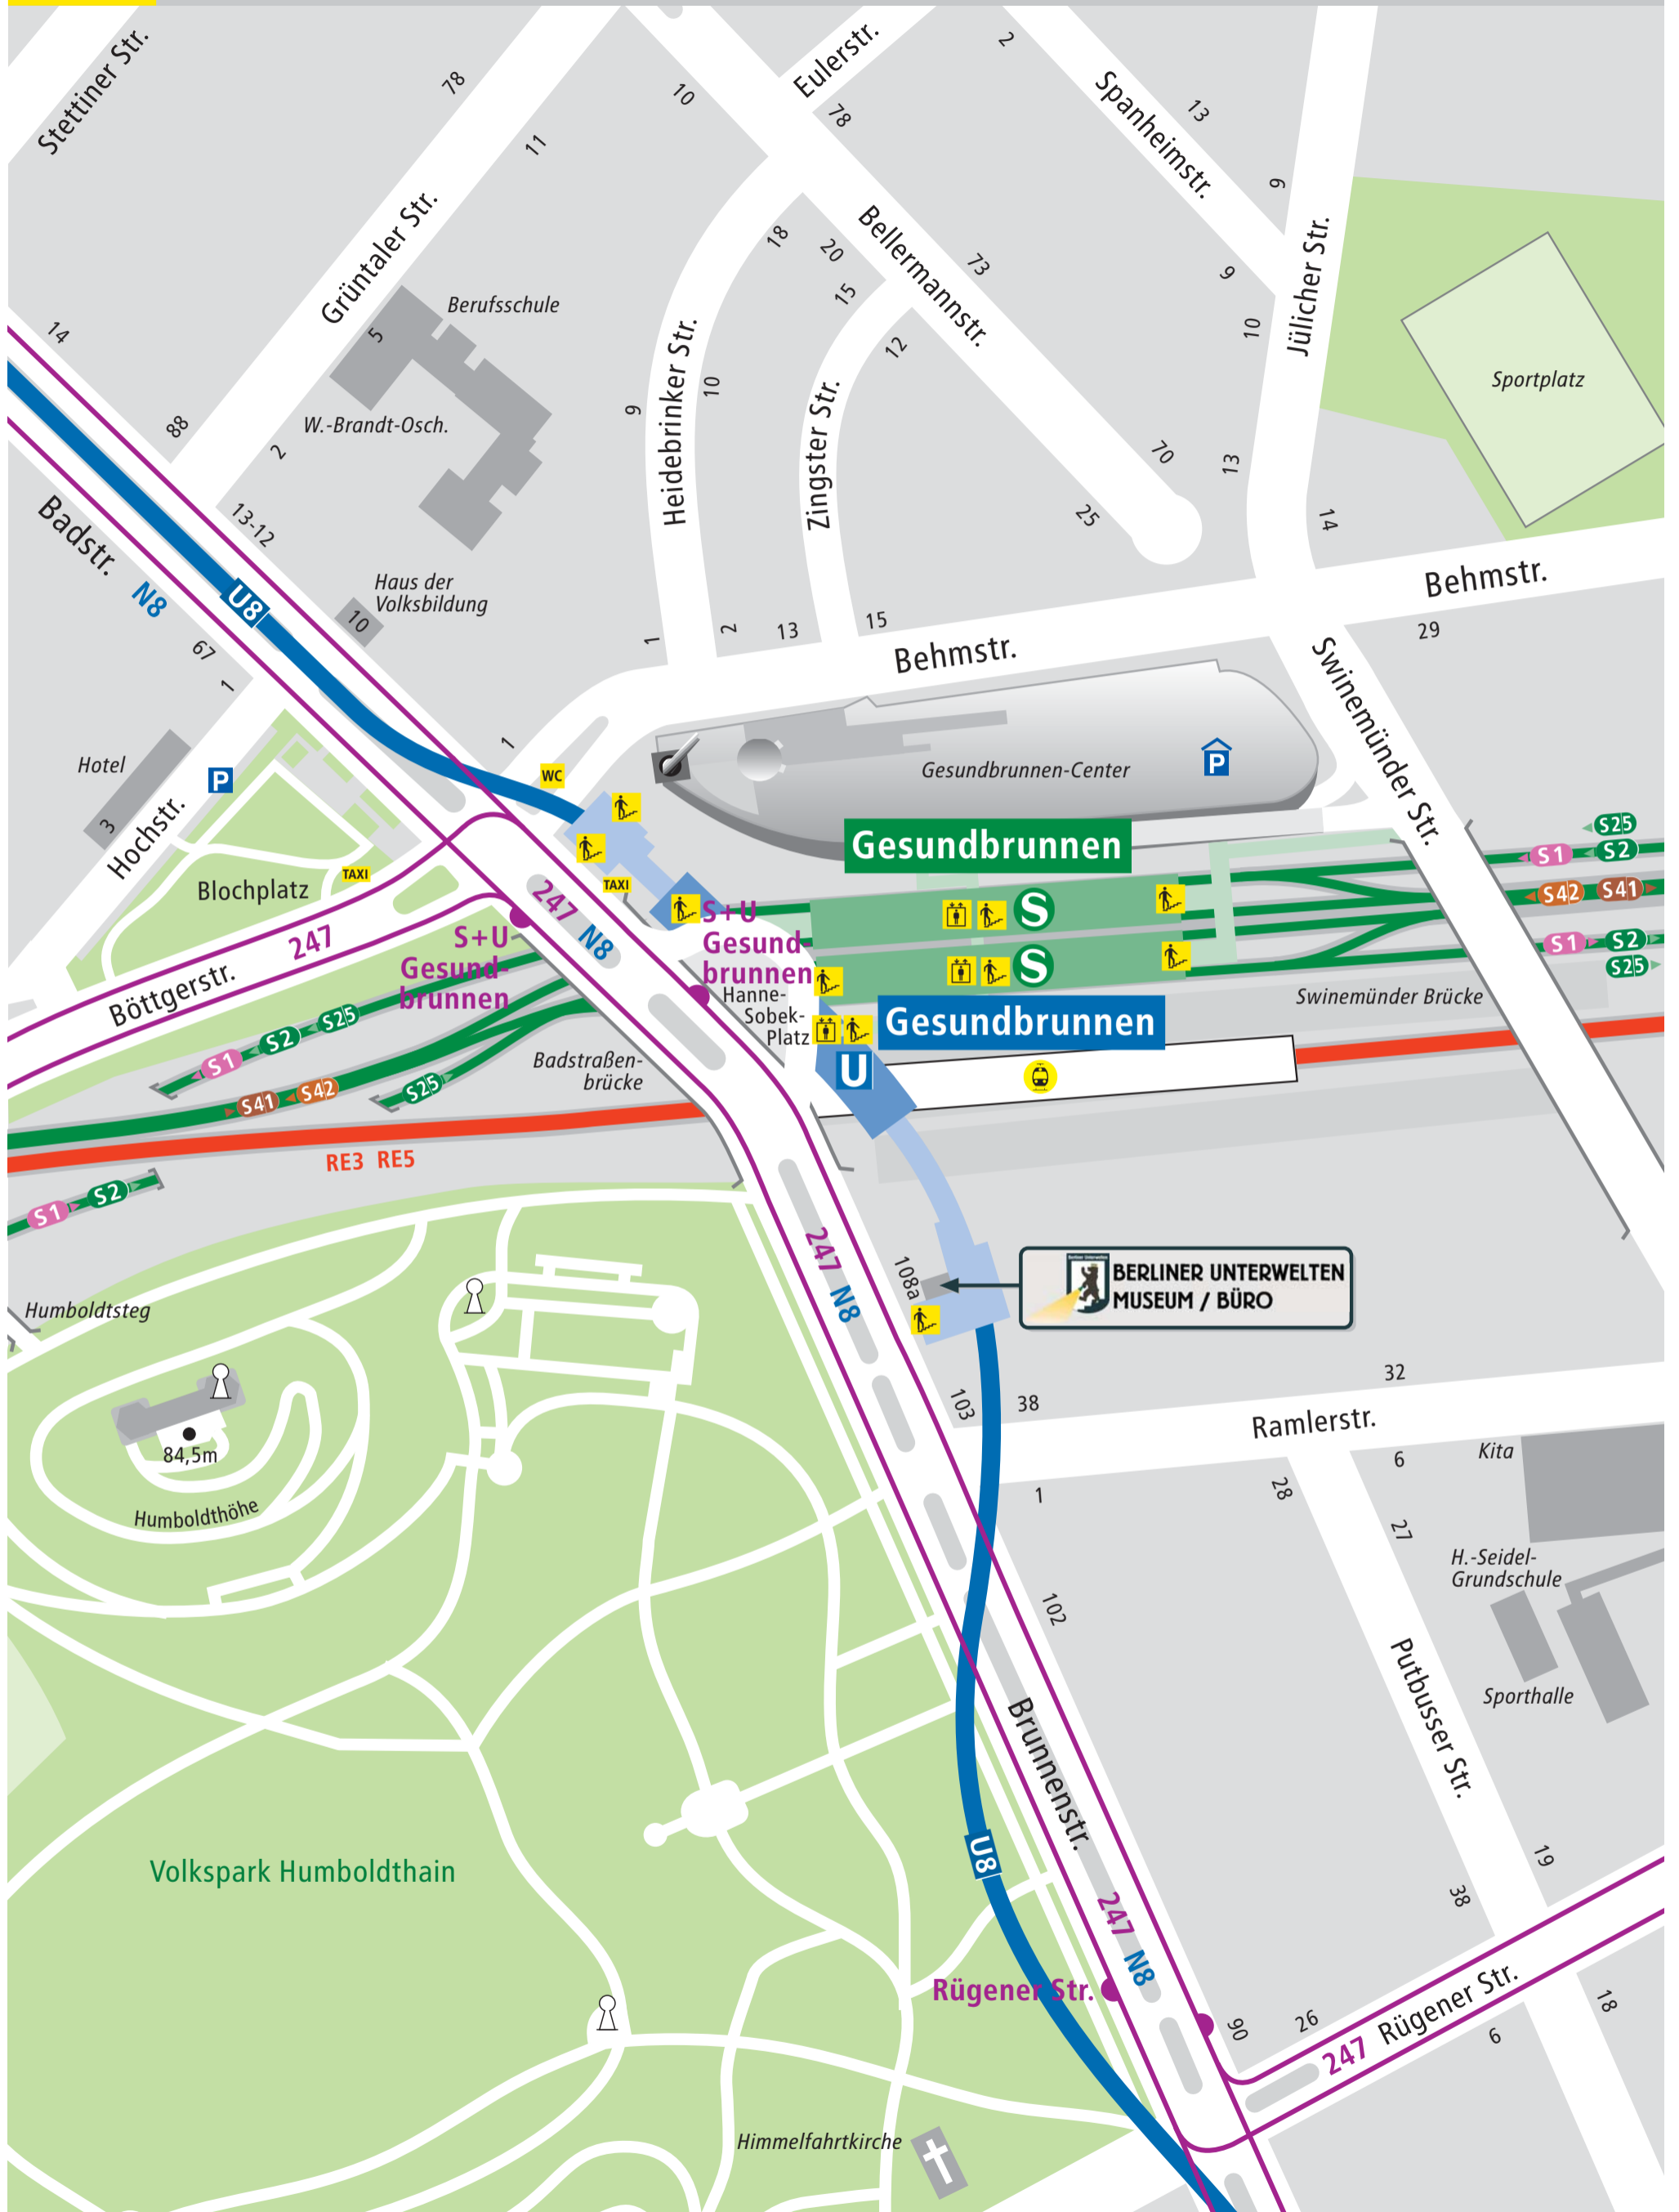 Stettiner Str.
78
11
10
Eulerstr.
78
2
Spanheimstr.
13
6
9
Grüntaler Str.
Berufsschule
5
W.-Brandt-Osch.
14
88
2
13-12
18
20
15
Bellermannstr.
73
12
10
Jülicher Str.
Sportplatz
9
Heidebrinker Str.
10
Zingster Str.
70
13
25
14
Behmstr.
29
Badstr.
N8
U8
Haus der
Volksbildung
10
67
1
1
2
13
15
Behmstr.
Swinemünder Str.
Hotel
P
3
Hochstr.
1
WC
Gesundbrunnen-Center
P
Gesundbrunnen
S25
S1
S2
S42
S41
S1
S2
S25
TAXI
Blochplatz
TAXI
247
N8
S+U
Gesund-
brunnen
S+U
Gesund-
brunnen
S
S
Hanne-
Sobek-
Platz
Gesundbrunnen
U
Swinemünder Brücke
247
Böttgerstr.
S1
S2
S25
S41
S42
S25
Badstraßen-
brücke
RE3 RE5
S1
S2
Humboldtsteg
247
N8
108a
Berliner Unterwelten
BERLINER UNTERWELTEN
MUSEUM / BÜRO
84,5m
Humboldthöhe
103
38
32
Ramlerstr.
1
28
6
27
Kita
H.-Seidel-
Grundschule
Sporthalle
102
Putbusser Str.
Brunnenstr.
U8
Volkspark Humboldthain
19
38
247
N8
Rügener Str.
90
26
247
Rügener Str.
6
18
Himmelfahrtkirche